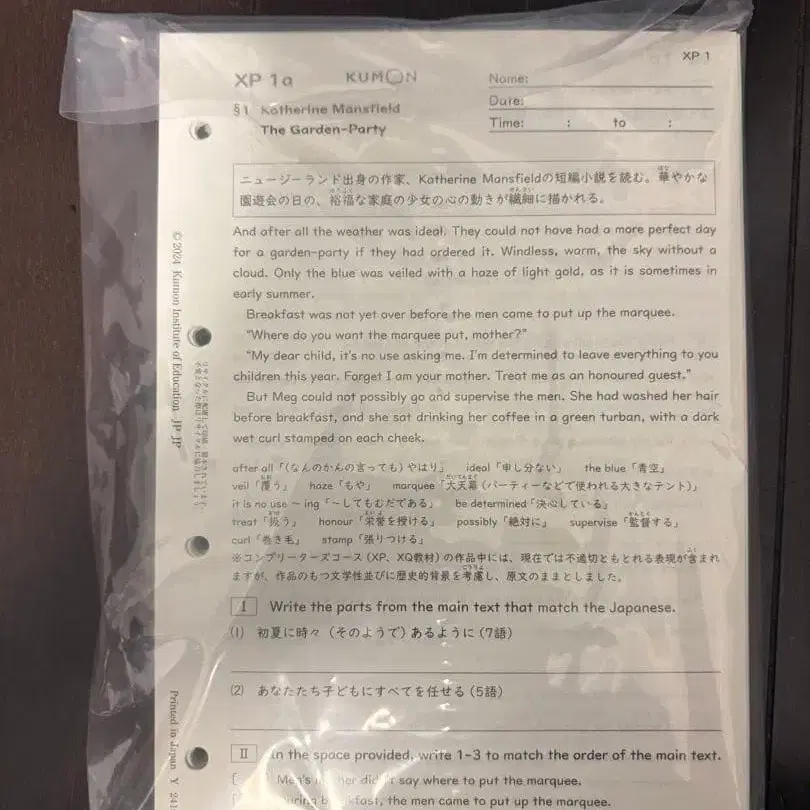 XP 1
XP 1a
KUMON
Name:
Date:
Time: : to :
§1 Katherine Mansfield
The Garden-Party
ニュージーランド出身の作家、Katherine Mansfieldの短編小説を読む。華やかな
園遊会の日の、裕福な家庭の少女の心の動きが繊細に描かれる。
And after all the weather was ideal. They could not have had a more perfect day
for a garden-party if they had ordered it. Windless, warm, the sky without a
cloud. Only the blue was veiled with a haze of light gold, as it is sometimes in
early summer.
Breakfast was not yet over before the men came to put up the marquee.
“Where do you want the marquee put, mother?”
“My dear child, it's no use asking me. I'm determined to leave everything to you
children this year. Forget I am your mother. Treat me as an honoured guest.”
But Meg could not possibly go and supervise the men. She had washed her hair
before breakfast, and she sat drinking her coffee in a green turban, with a dark
wet curl stamped on each cheek.
after all「(なんのかんの言っても) やはり」 ideal「申し分ない」 the blue「青空」
veil「覆う」 haze「もや」 marquee「大天幕 (パーティーなどで使われる大きなテント)」
it is no use ~ ing「~してもむだである」 be determined「決心している」
treat「扱う」 honour「栄誉を授ける」 possibly「絶対に」 supervise「監督する」
curl「巻き毛」 stamp「張りつける」
※コンプリーターズコース (XP、XQ教材) の作品中には、現在では不適切ともとれる表現が含まれ
ますが、作品のもつ文学性並びに歴史的背景を考慮し、原文のままとしました。
I Write the parts from the main text that match the Japanese.
(1) 初夏に時々 (そのようで) あるように (7語)
(2) あなたたち子どもにすべてを任せる (5語)
II In the space provided, write 1-3 to match the order of the main text.
[ Meg's say where to put the marquee.
[ breakfast, the men came to put up the marquee.
© 2024 Kumon Institute of Education JP JP
Printed in Japan Y 241